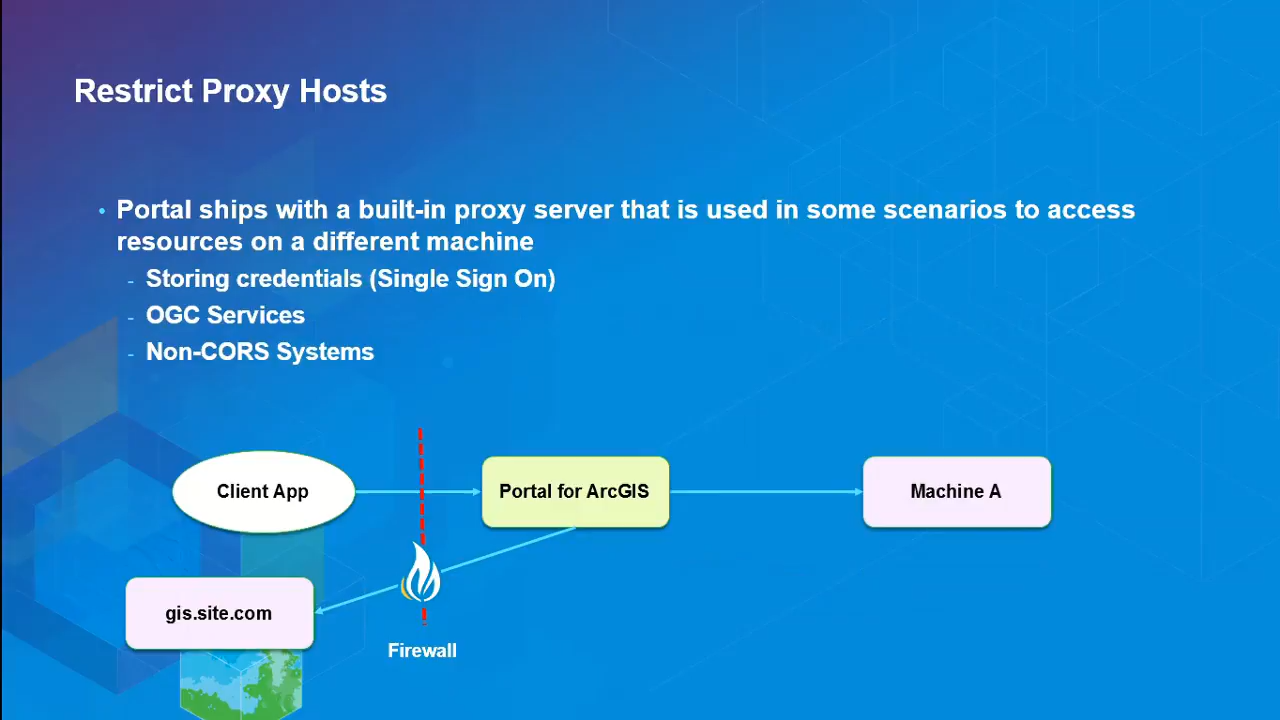 Restrict Proxy Hosts
• Portal ships with a built-in proxy server that is used in some scenarios to access
resources on a different machine
- Storing credentials (Single Sign On)
- OGC Services
- Non-CORS Systems
Client App
Portal for ArcGIS
Machine A
gis.site.com
Firewall